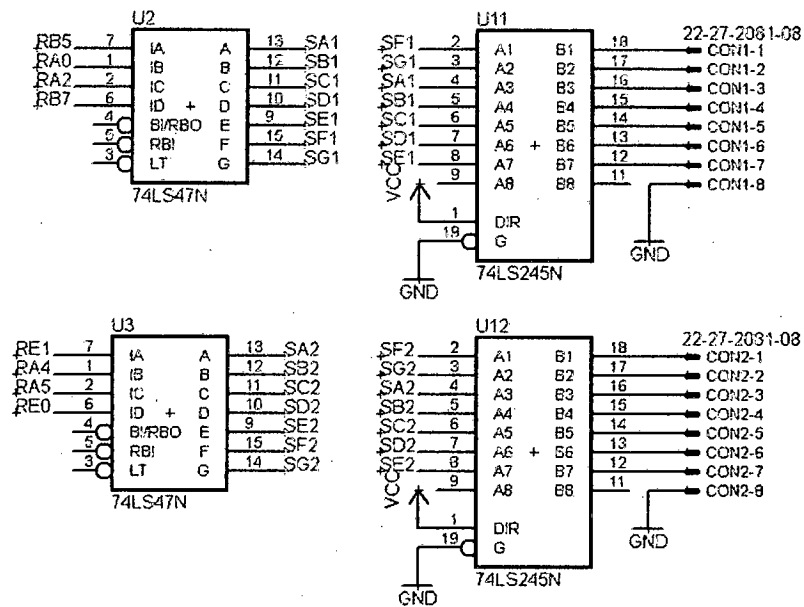 U2
RB5 7 IA A 13 SA1
RA0 1 IB B 12 SB1
RA2 2 IC C 11 SC1
RB7 6 ID + D 10 SD1
4 BI/RBO E 9 SE1
5 RBI F 15 SF1
3 LT G 14 SG1
74LS47N
U11
22-27-2081-08
SF1 2 A1 B1 18 CON1-1
SG1 3 A2 B2 17 CON1-2
SA1 4 A3 B3 16 CON1-3
SB1 5 A4 B4 15 CON1-4
SC1 6 A5 B5 14 CON1-5
SD1 7 A6 + B6 13 CON1-6
SE1 8 A7 B7 12 CON1-7
VCC 9 A8 B8 11 CON1-8
1 DIR
19 G
GND
74LS245N
GND
U3
RE1 7 IA A 13 SA2
RA4 1 IB B 12 SB2
RA5 2 IC C 11 SC2
RE0 6 ID + D 10 SD2
4 BI/RBO E 9 SE2
5 RBI F 15 SF2
3 LT G 14 SG2
74LS47N
U12
22-27-2081-08
SF2 2 A1 B1 18 CON2-1
SG2 3 A2 B2 17 CON2-2
SA2 4 A3 B3 16 CON2-3
SB2 5 A4 B4 15 CON2-4
SC2 6 A5 B5 14 CON2-5
SD2 7 A6 + B6 13 CON2-6
SE2 8 A7 B7 12 CON2-7
VCC 9 A8 B8 11 CON2-8
1 DIR
19 G
GND
74LS245N
GND